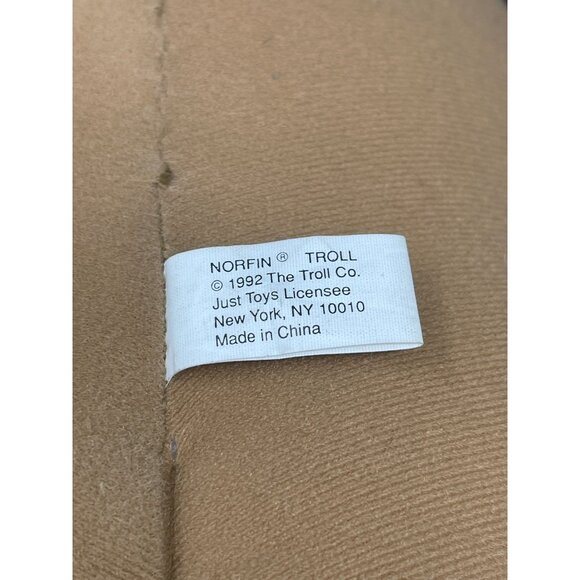 NORFIN ® TROLL
© 1992 The Troll Co.
Just Toys Licensee
New York, NY 10010
Made in China